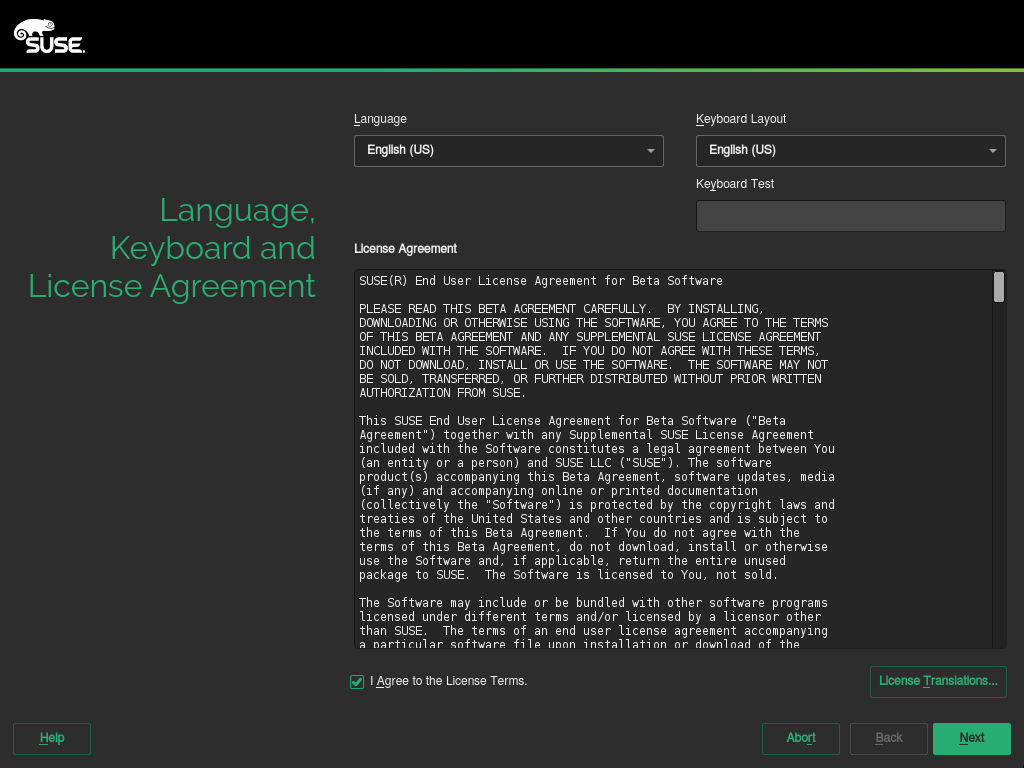 SUSE.
Language
Keyboard Layout
English (US)
English (US)
Keyboard Test
Language,
Keyboard and
License Agreement
License Agreement
SUSE(R) End User License Agreement for Beta Software
PLEASE READ THIS BETA AGREEMENT CAREFULLY.  BY INSTALLING,
DOWNLOADING OR OTHERWISE USING THE SOFTWARE, YOU AGREE TO THE TERMS
OF THIS BETA AGREEMENT AND ANY SUPPLEMENTAL SUSE LICENSE AGREEMENT
INCLUDED WITH THE SOFTWARE.  IF YOU DO NOT AGREE WITH THESE TERMS,
DO NOT DOWNLOAD, INSTALL OR USE THE SOFTWARE.  THE SOFTWARE MAY NOT
BE SOLD, TRANSFERRED, OR FURTHER DISTRIBUTED WITHOUT PRIOR WRITTEN
AUTHORIZATION FROM SUSE.
This SUSE End User License Agreement for Beta Software ("Beta
Agreement") together with any Supplemental SUSE License Agreement
included with the Software constitutes a legal agreement between You
(an entity or a person) and SUSE LLC ("SUSE"). The software
product(s) accompanying this Beta Agreement, software updates, media
(if any) and accompanying online or printed documentation
(collectively the "Software") is protected by the copyright laws and
treaties of the United States and other countries and is subject to
the terms of this Beta Agreement.  If You do not agree with the
terms of this Beta Agreement, do not download, install or otherwise
use the Software and, if applicable, return the entire unused
package to SUSE.  The Software is licensed to You, not sold.
The Software may include or be bundled with other software programs
licensed under different terms and/or licensed by a licensor other
than SUSE.  The terms of an end user license agreement accompanying
a particular software file upon installation or download of the
I Agree to the License Terms.
License Translations...
Help
Abort
Back
Next